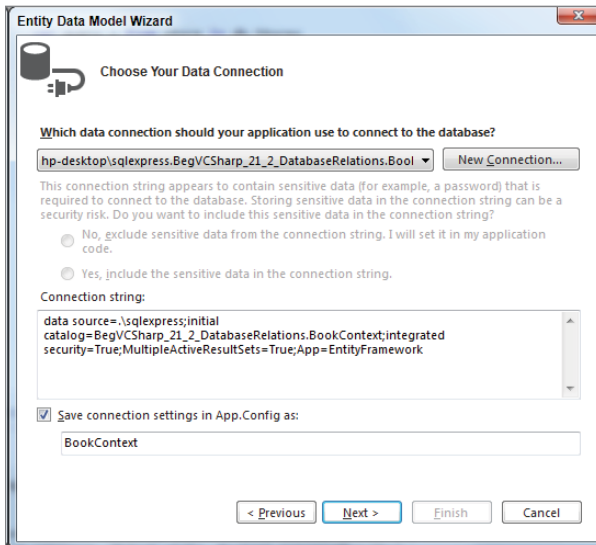 Entity Data Model Wizard
Choose Your Data Connection
Which data connection should your application use to connect to the database?
hp-desktop\sqlexpress.BegVCSharp_21_2_DatabaseRelations.Bool
New Connection...
This connection string appears to contain sensitive data (for example, a password) that is
required to connect to the database. Storing sensitive data in the connection string can be a
security risk. Do you want to include this sensitive data in the connection string?
No, exclude sensitive data from the connection string. I will set it in my application
code.
Yes, include the sensitive data in the connection string.
Connection string:
data source=.\sqlexpress;initial
catalog=BegVCSharp_21_2_DatabaseRelations.BookContext;integrated
security=True;MultipleActiveResultSets=True;App=EntityFramework
Save connection settings in App.Config as:
BookContext
< Previous
Next >
Finish
Cancel